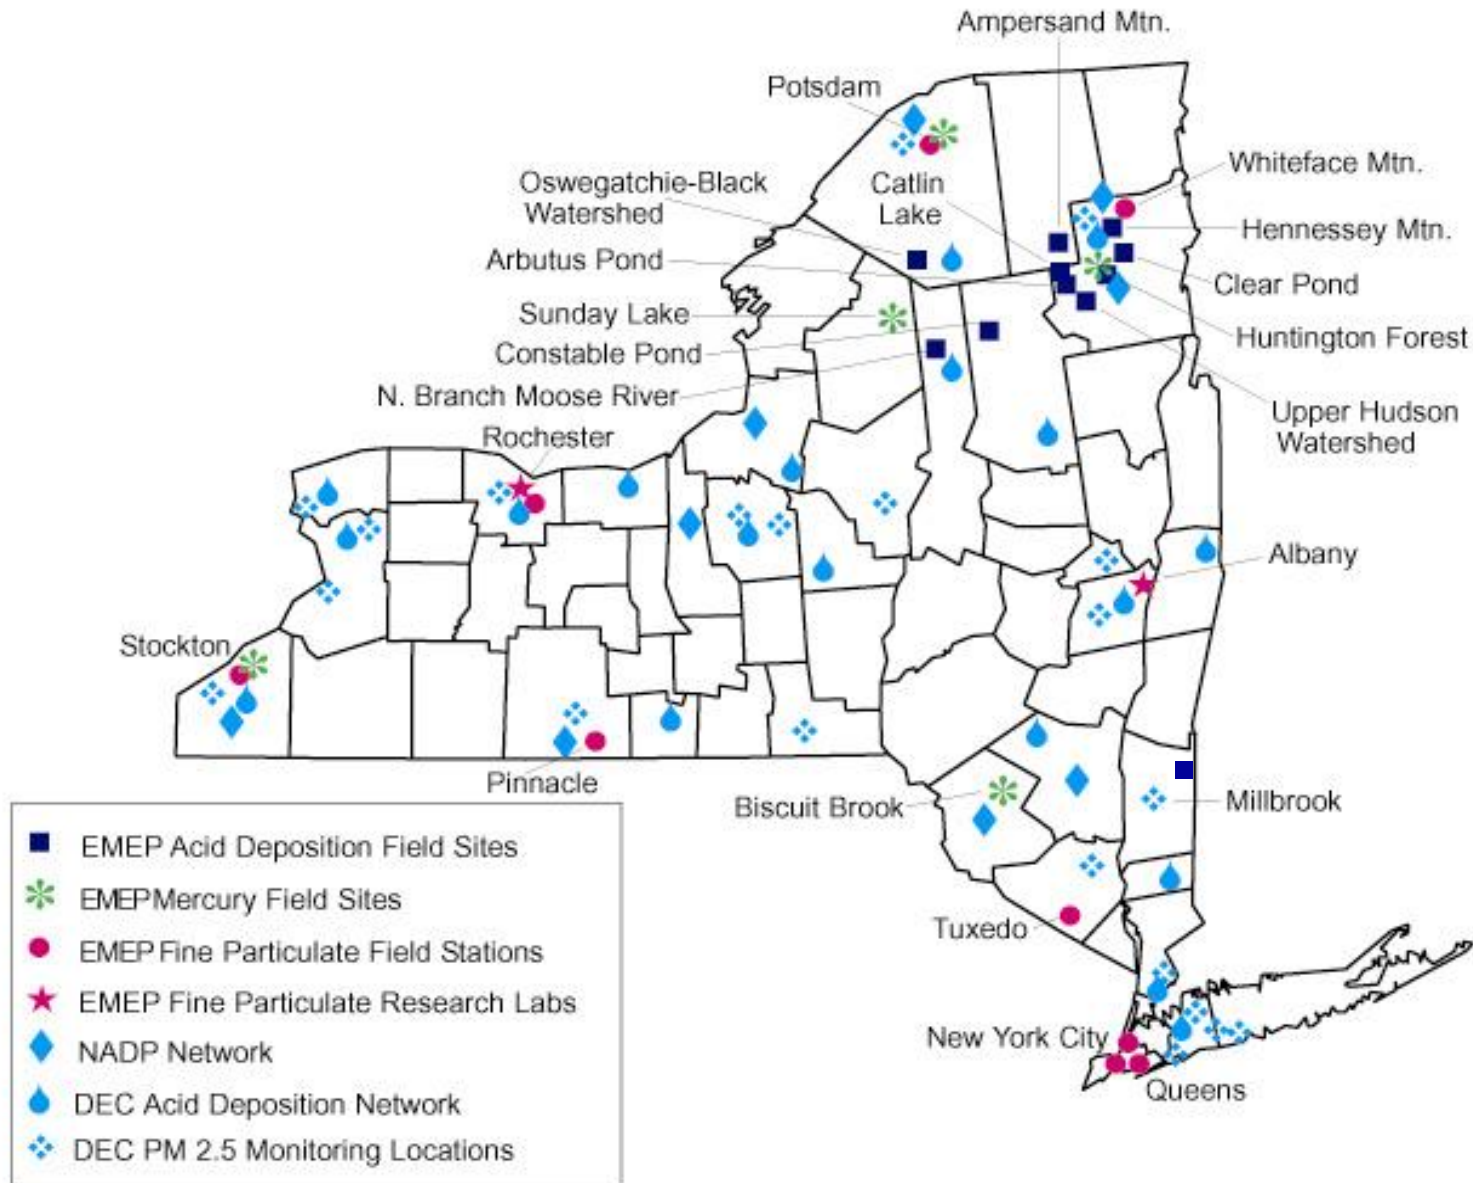 Ampersand Mtn.
Potsdam
Whiteface Mtn.
Oswegatchie-Black
Watershed
Catlin
Lake
Hennessey Mtn.
Arbutus Pond
Clear Pond
Sunday Lake
Huntington Forest
Constable Pond
N. Branch Moose River
Upper Hudson
Watershed
Rochester
Albany
Stockton
Pinnacle
Biscuit Brook
Millbrook
Tuxedo
New York City
Queens
EMEP Acid Deposition Field Sites
EMEP Mercury Field Sites
EMEP Fine Particulate Field Stations
EMEP Fine Particulate Research Labs
NADP Network
DEC Acid Deposition Network
DEC PM 2.5 Monitoring Locations